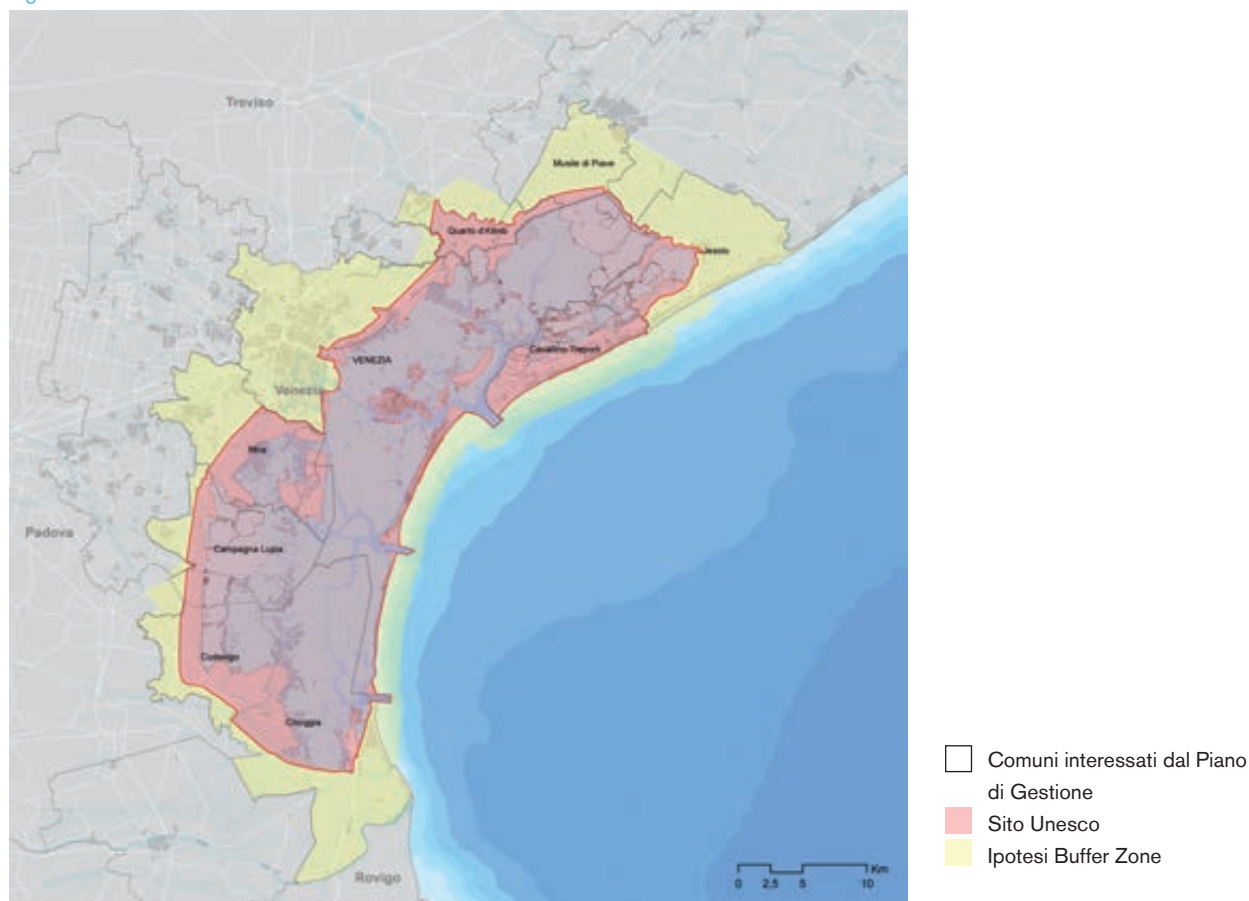 Treviso
Musile di Piave
Quarto d'Altino
Jesolo
Cavallino-Treporti
VENEZIA
Venezia
Mira
Padova
Campagna Lupia
Codevigo
Chioggia
Rovigo
Km
0 2.5 5 10
Comuni interessati dal Piano
di Gestione
Sito Unesco
Ipotesi Buffer Zone